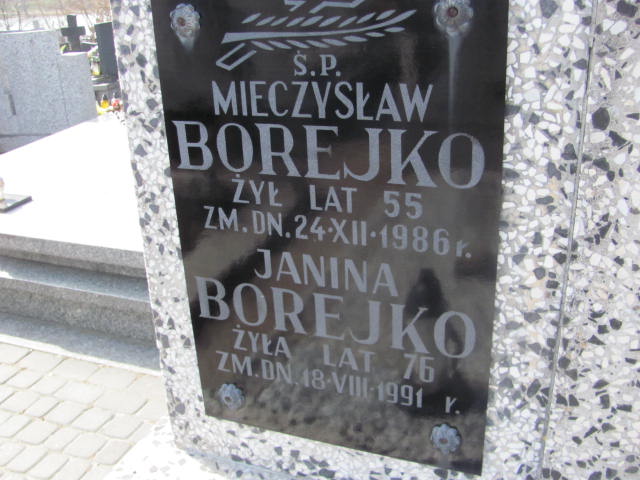 Ś.P.
MIECZYSŁAW
BOREJKO
ŻYŁ LAT 55
ZM. DN. 24·XII·1986 r.
JANINA
BOREJKO
ŻYŁA LAT 76
ZM. DN. 18·VIII·1991 r.